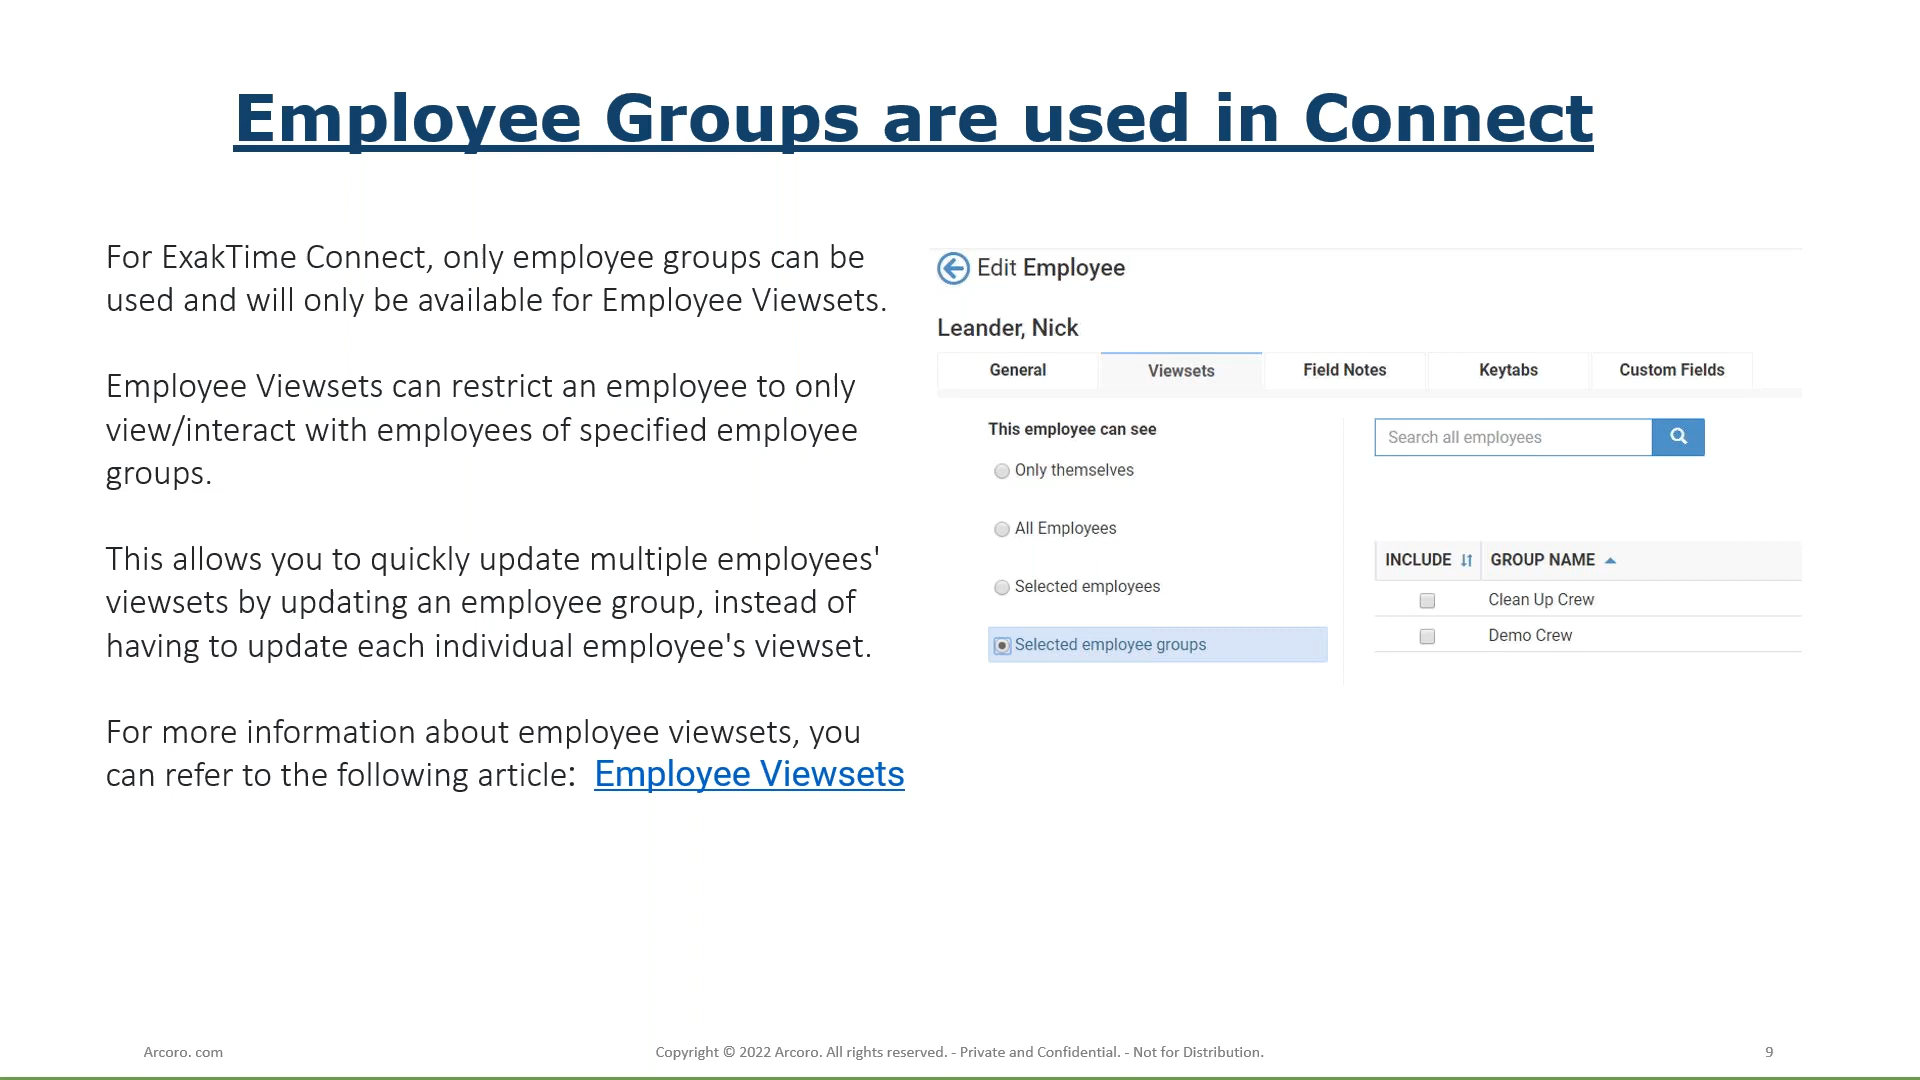 Employee Groups are used in Connect
For ExakTime Connect, only employee groups can be
used and will only be available for Employee Viewsets.
Employee Viewsets can restrict an employee to only
view/interact with employees of specified employee
groups.
This allows you to quickly update multiple employees'
viewsets by updating an employee group, instead of
having to update each individual employee's viewset.
For more information about employee viewsets, you
can refer to the following article: Employee Viewsets
Edit Employee
Leander, Nick
General Viewsets Field Notes Keytabs Custom Fields
This employee can see
Only themselves
All Employees
Selected employees
Selected employee groups
Search all employees
INCLUDE GROUP NAME
Clean Up Crew
Demo Crew
Arcoro. com Copyright © 2022 Arcoro. All rights reserved. - Private and Confidential. - Not for Distribution. 9